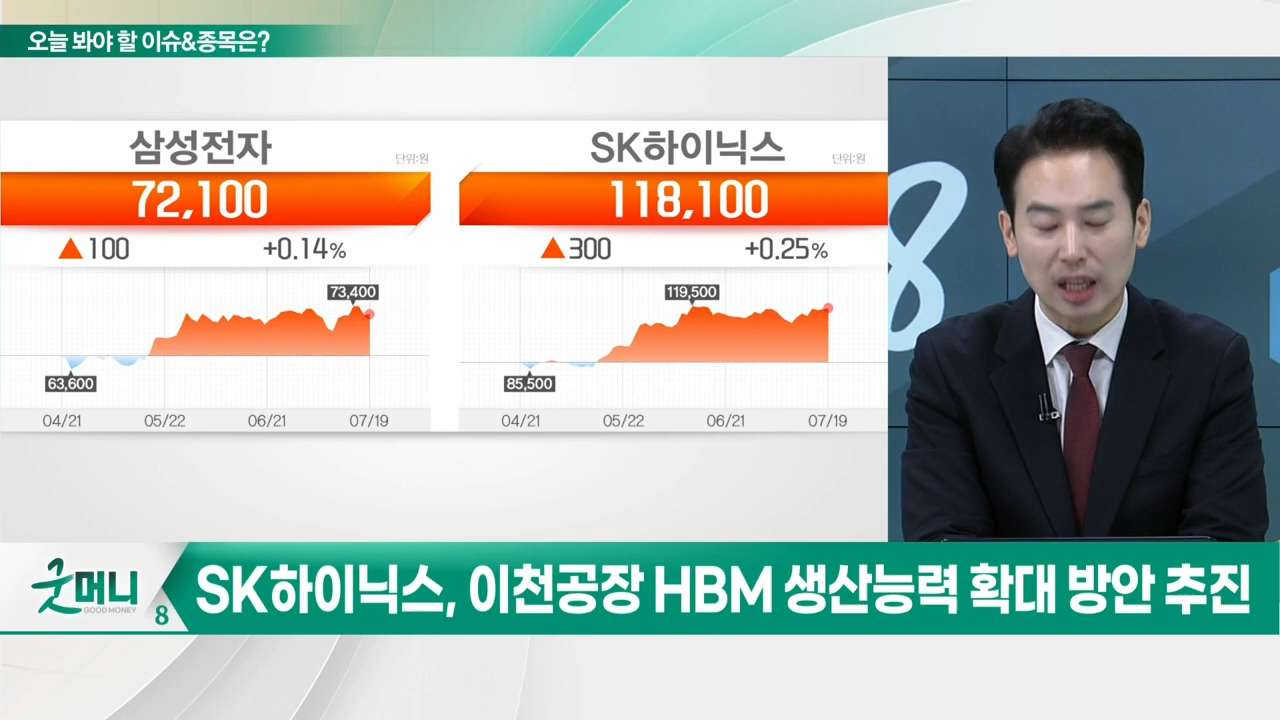 오늘 봐야 할 이슈&종목은?
삼성전자
단위:원
72,100
▲100 +0.14%
73,400
63,600
04/21 05/22 06/21 07/19
SK하이닉스
단위:원
118,100
▲300 +0.25%
119,500
85,500
04/21 05/22 06/21 07/19
8
굿머니
GOOD MONEY
8
SK하이닉스, 이천공장 HBM 생산능력 확대 방안 추진